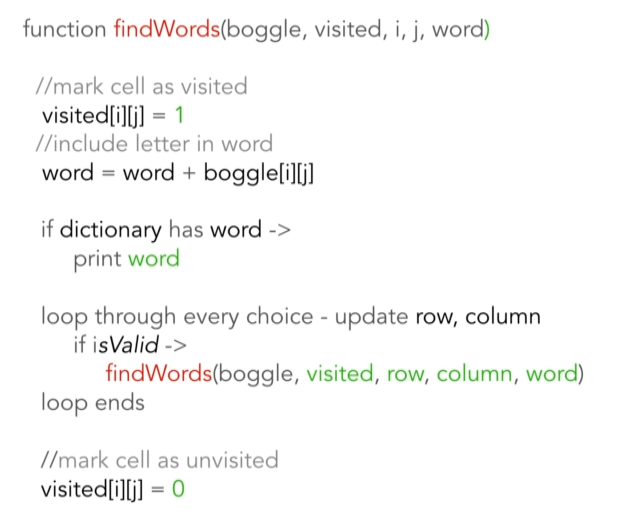 function findWords(boggle, visited, i, j, word)
//mark cell as visited
visited[i][j] = 1
//include letter in word
word = word + boggle[i][j]
if dictionary has word ->
print word
loop through every choice - update row, column
if isValid ->
findWords(boggle, visited, row, column, word)
loop ends
//mark cell as unvisited
visited[i][j] = 0